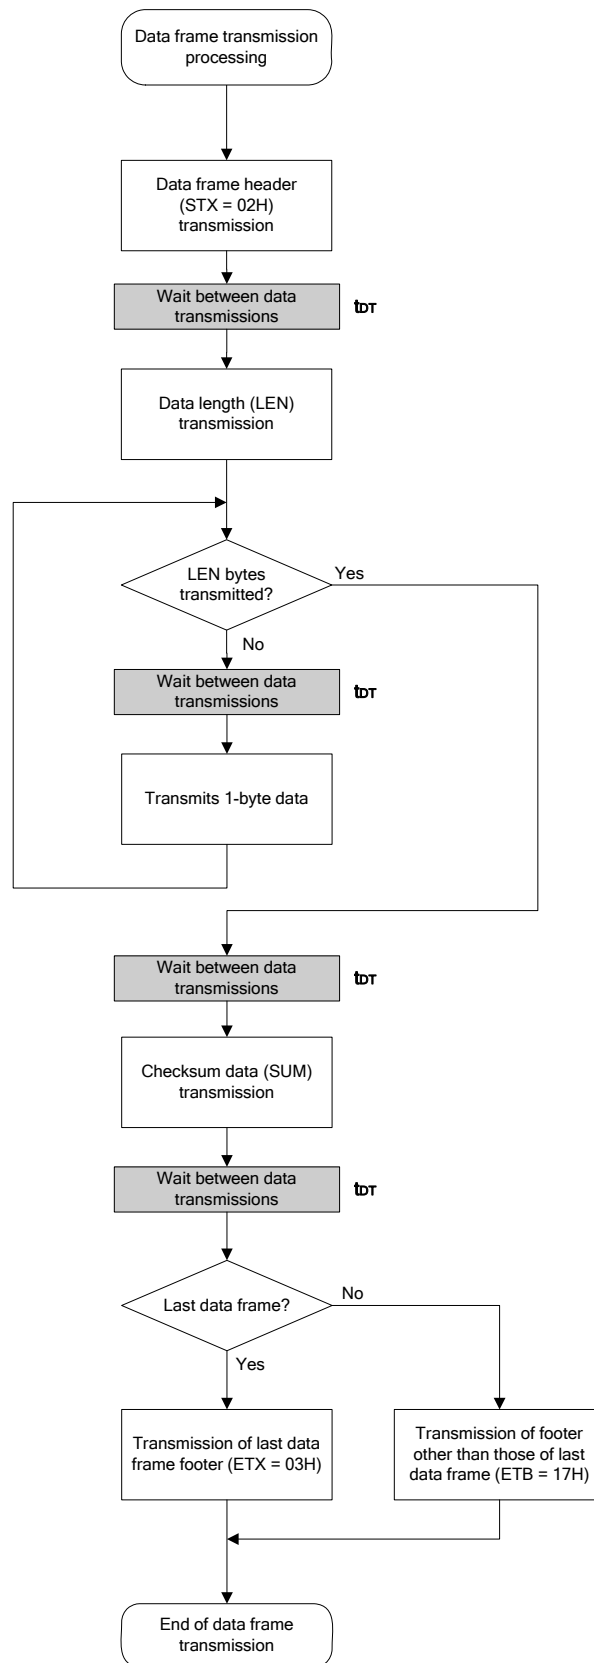 Data frame transmission
processing
Data frame header
(STX = 02H)
transmission
Wait between data
transmissions
tDT
Data length (LEN)
transmission
LEN bytes
transmitted?
Yes
No
Wait between data
transmissions
tDT
Transmits 1-byte data
Wait between data
transmissions
tDT
Checksum data (SUM)
transmission
Wait between data
transmissions
tDT
Last data frame?
No
Yes
Transmission of last data
frame footer (ETX = 03H)
Transmission of footer
other than those of last
data frame (ETB = 17H)
End of data frame
transmission